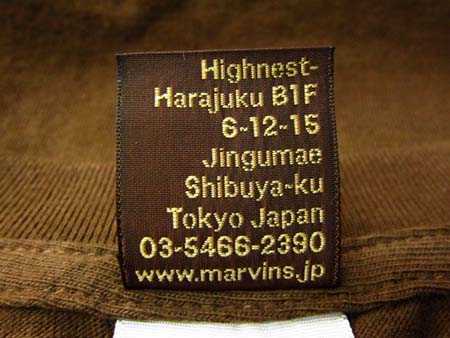 Highnest-
Harajuku B1F
6-12-15
Jingumae
Shibuya-ku
Tokyo Japan
03-5466-2390
www.marvins.jp